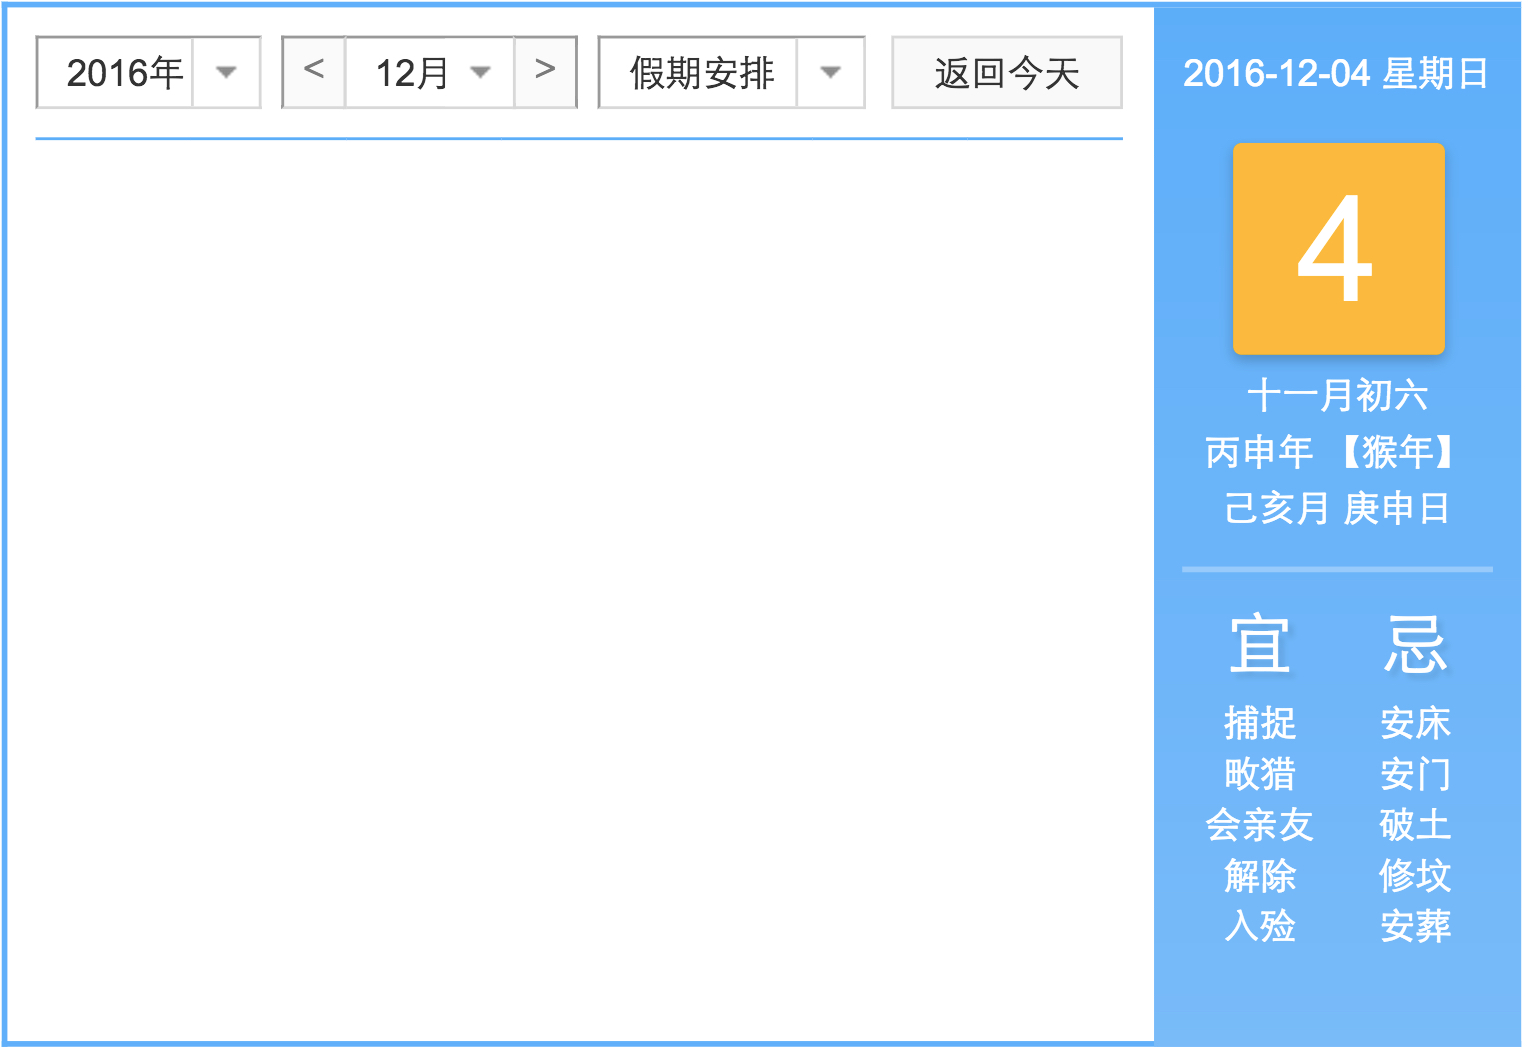 2016年 < 12月 > 假期安排 返回今天
2016-12-04 星期日
4
十一月初六
丙申年 【猴年】
己亥月 庚申日
宜 忌
捕捉 安床
畋猎 安门
会亲友 破土
解除 修坟
入殓 安葬